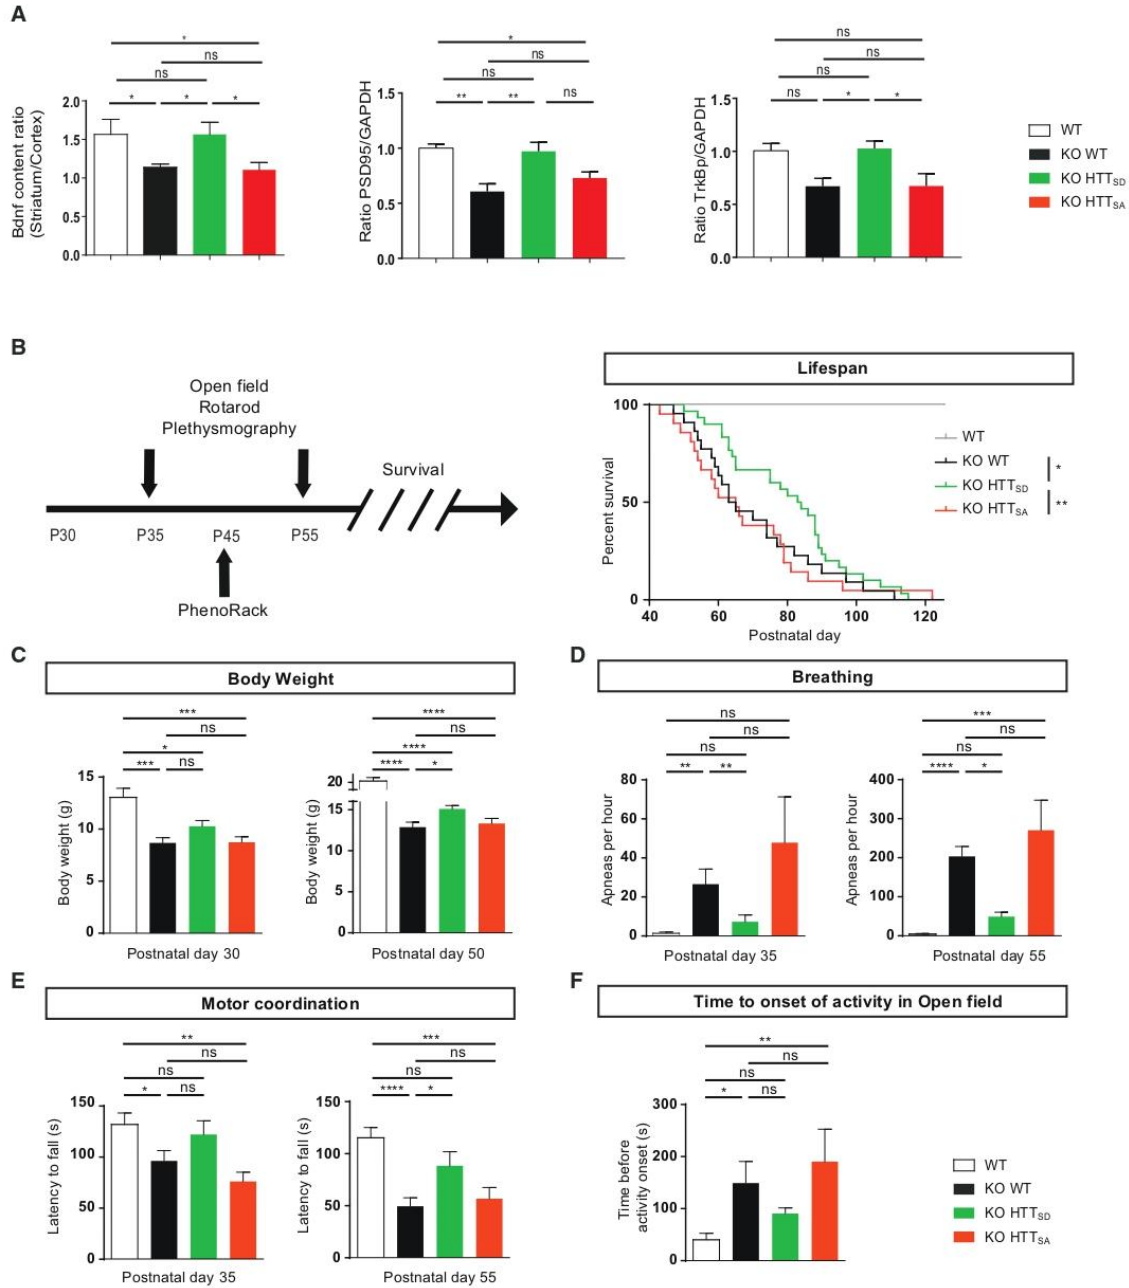 A
*
ns
ns
*
*
*
2.0
1.5
1.0
0.5
0.0
Bdnf content ratio
(Striatum/Cortex)
*
ns
ns
**
**
ns
1.5
1.0
0.5
0.0
Ratio PSD95/GAPDH
ns
ns
ns
ns
*
*
1.5
1.0
0.5
0.0
Ratio TrkBp/GAPDH
WT
KO WT
KO HTTSD
KO HTTSA
B
Open field
Rotarod
Plethysmography
Survival
P30
P35
P45
P55
PhenoRack
Lifespan
100
50
0
Percent survival
40
60
80
100
120
Postnatal day
WT
KO WT
KO HTTSD
KO HTTSA
*
**
C
Body Weight
***
ns
*
***
ns
15
10
5
0
Body weight (g)
Postnatal day 30
****
ns
****
****
*
20
15
10
5
0
Body weight (g)
Postnatal day 50
D
Breathing
ns
ns
ns
**
**
80
60
40
20
0
Apneas per hour
Postnatal day 35
***
ns
ns
****
*
400
300
200
100
0
Apneas per hour
Postnatal day 55
E
Motor coordination
**
ns
ns
*
ns
150
100
50
0
Latency to fall (s)
Postnatal day 35
***
ns
ns
****
*
150
100
50
0
Latency to fall (s)
Postnatal day 55
F
Time to onset of activity in Open field
**
ns
ns
*
ns
300
200
100
0
Time before
activity onset (s)
WT
KO WT
KO HTTSD
KO HTTSA